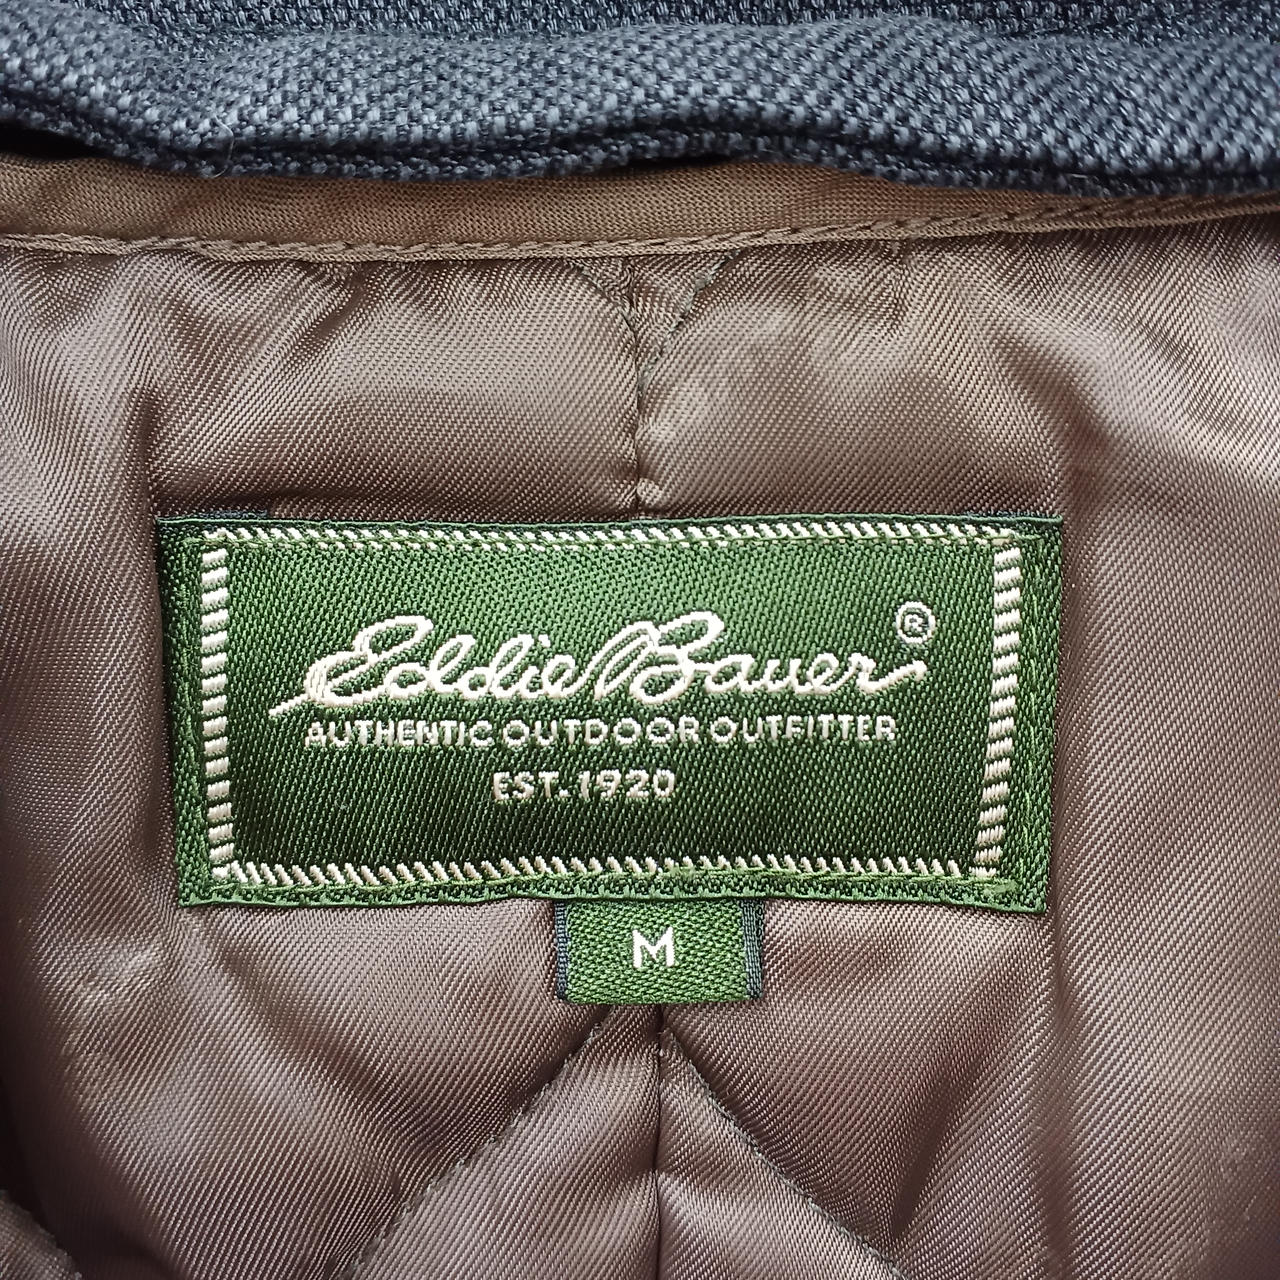 Eddie Bauer®
AUTHENTIC OUTDOOR OUTFITTER
EST. 1920
M